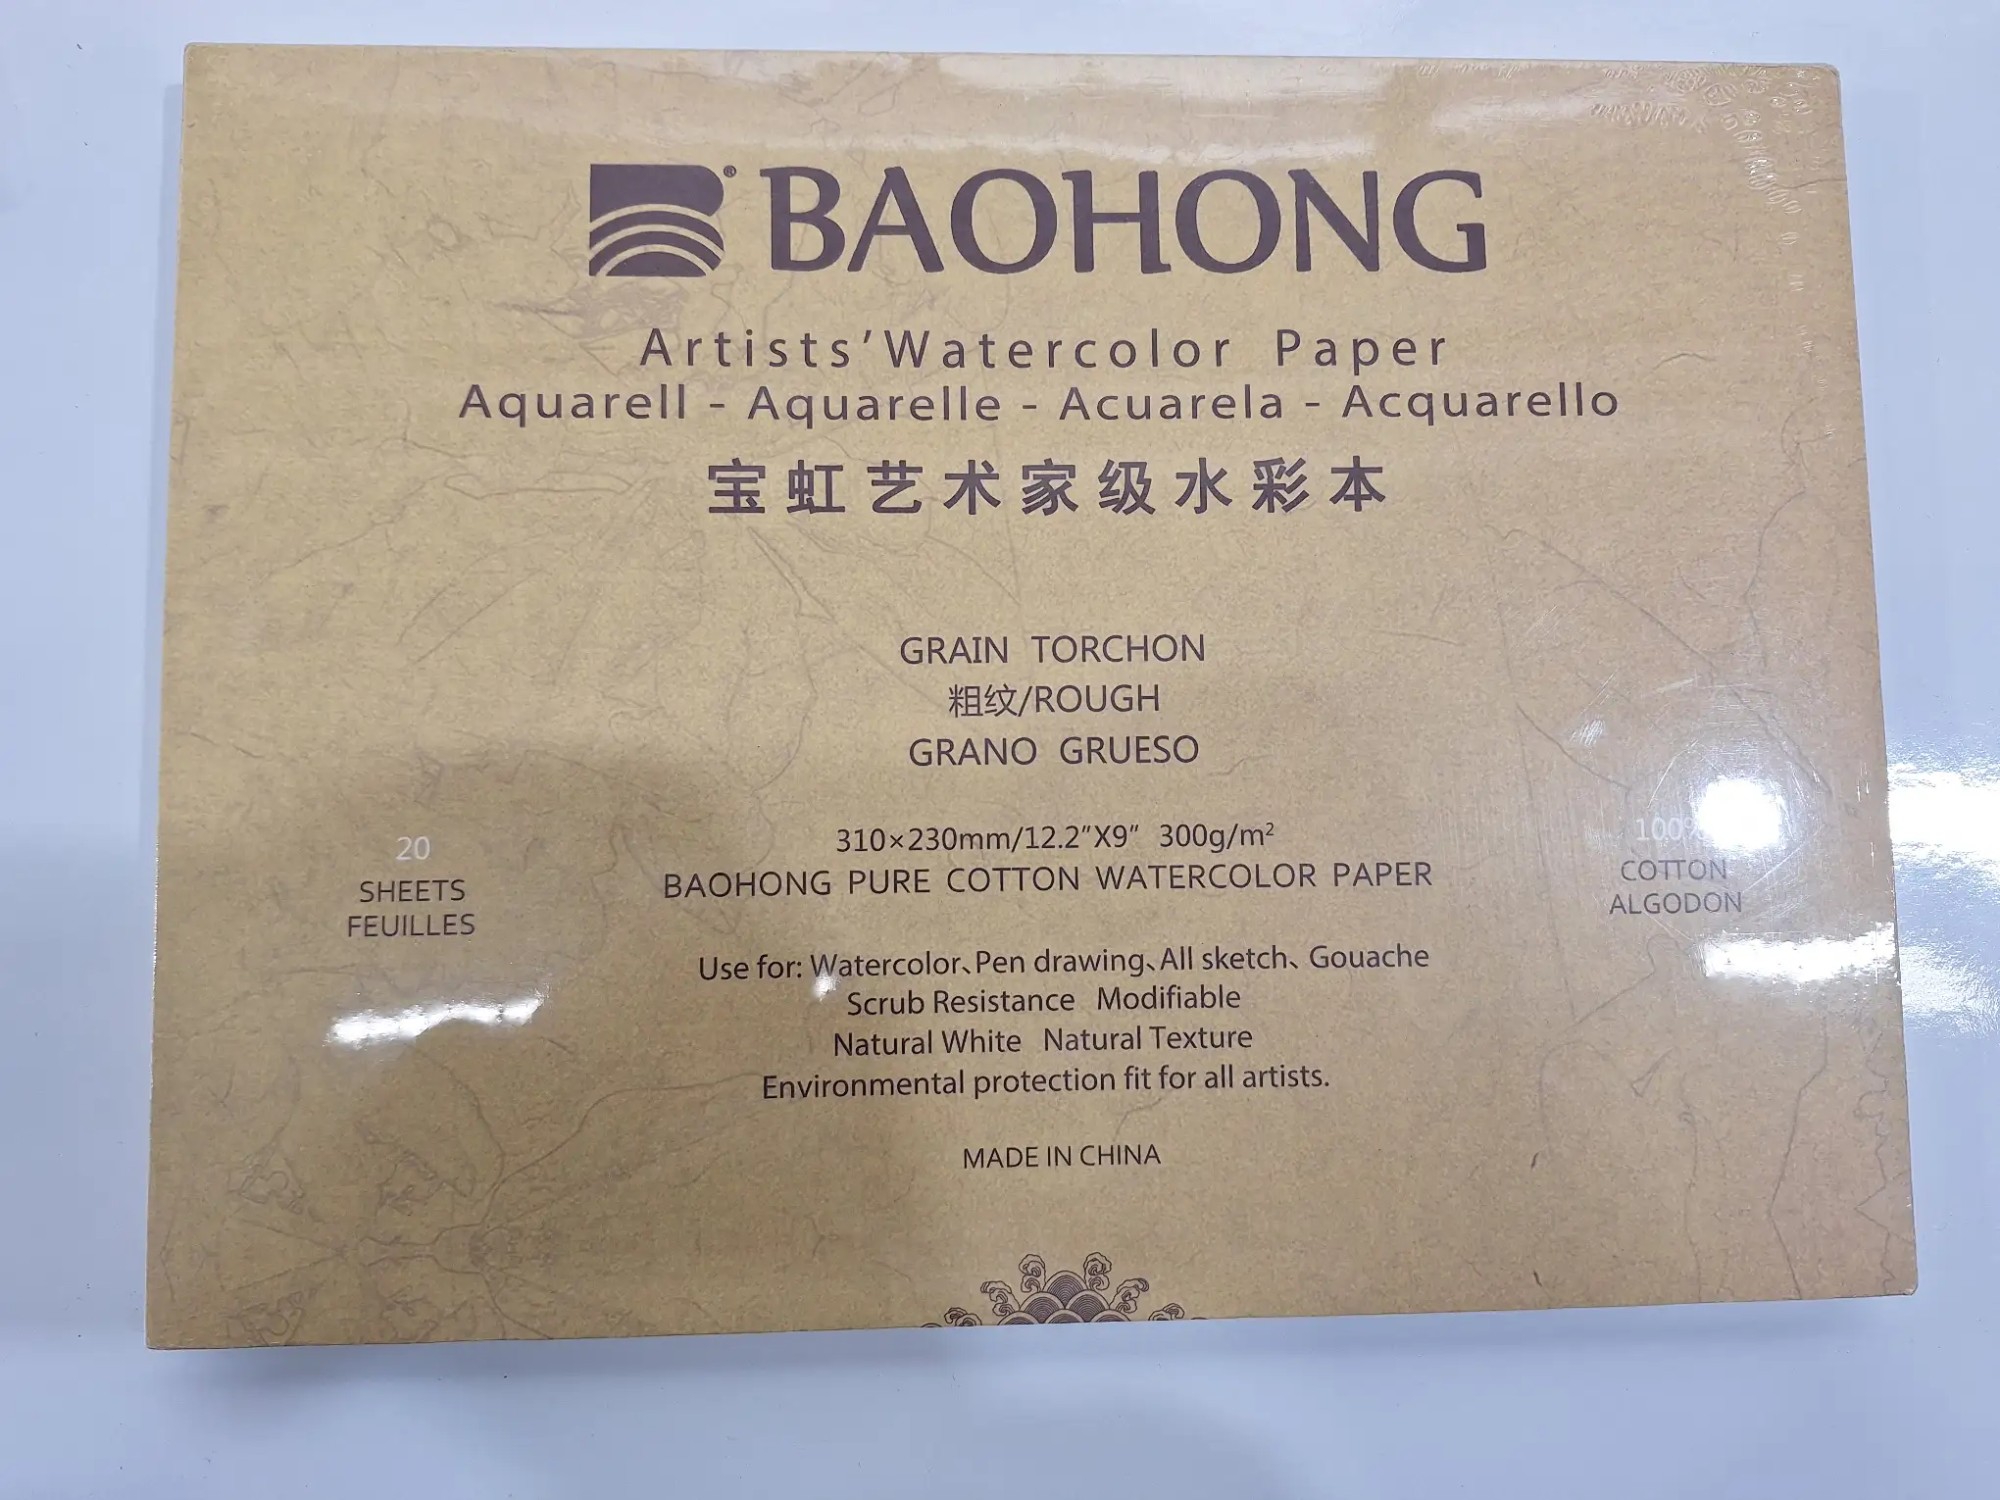 ® BAOHONG
Artists’Watercolor Paper
Aquarell - Aquarelle - Acuarela - Acquarello
宝虹艺术家级水彩本
GRAIN TORCHON
粗纹/ROUGH
GRANO GRUESO
310×230mm/12.2"X9" 300g/m²
BAOHONG PURE COTTON WATERCOLOR PAPER
20
SHEETS
FEUILLES
100%
COTTON
ALGODON
Use for: Watercolor、Pen drawing、All sketch、Gouache
Scrub Resistance Modifiable
Natural White Natural Texture
Environmental protection fit for all artists.
MADE IN CHINA